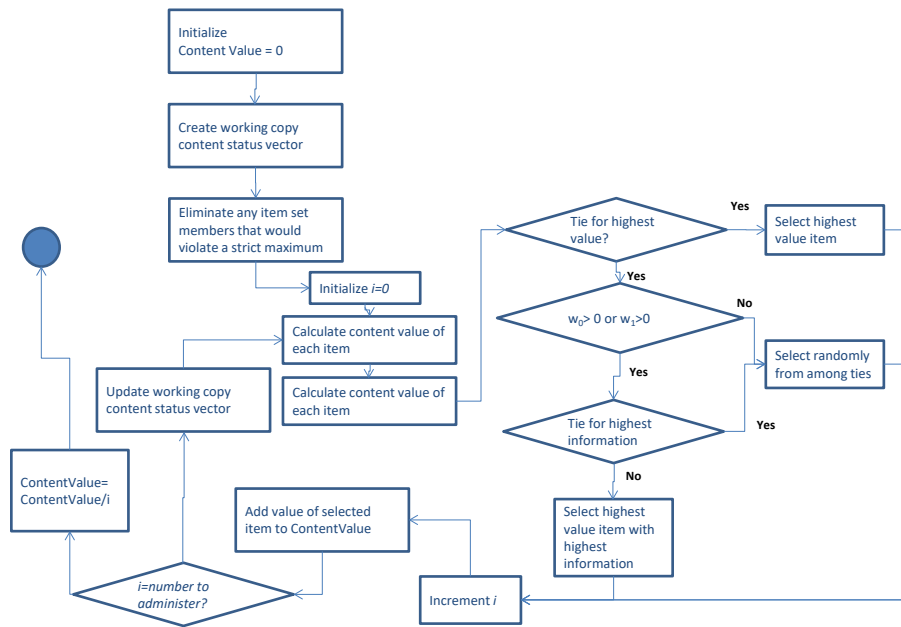 Initialize
Content Value = 0
Create working copy
content status vector
Eliminate any item set
members that would
violate a strict maximum
Initialize i=0
Calculate content value of
each item
Calculate content value of
each item
Update working copy
content status vector
Tie for highest
value?
Yes
Select highest
value item
Yes
w₀> 0 or w₁>0
No
Select randomly
from among ties
Yes
Tie for highest
information
Yes
No
Select highest
value item with
highest
information
ContentValue=
ContentValue/i
Add value of selected
item to ContentValue
i=number to
administer?
Increment i